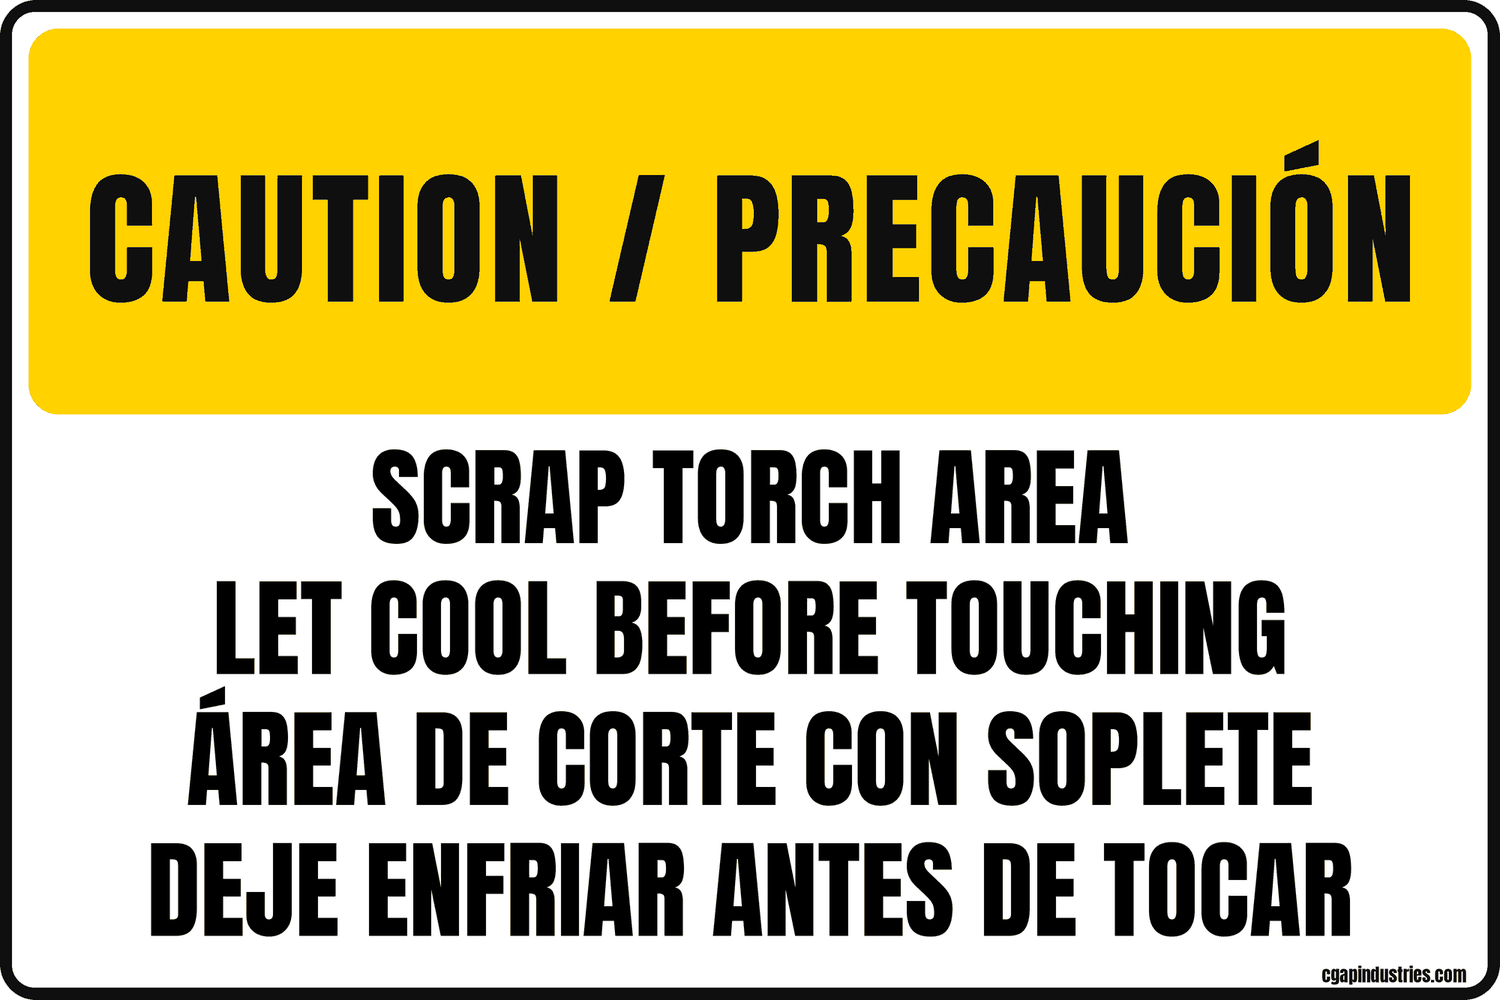 CAUTION / PRECAUCIÓN
SCRAP TORCH AREA
LET COOL BEFORE TOUCHING
ÁREA DE CORTE CON SOPLETE
DEJE ENFRIAR ANTES DE TOCAR
cgapindustries.com